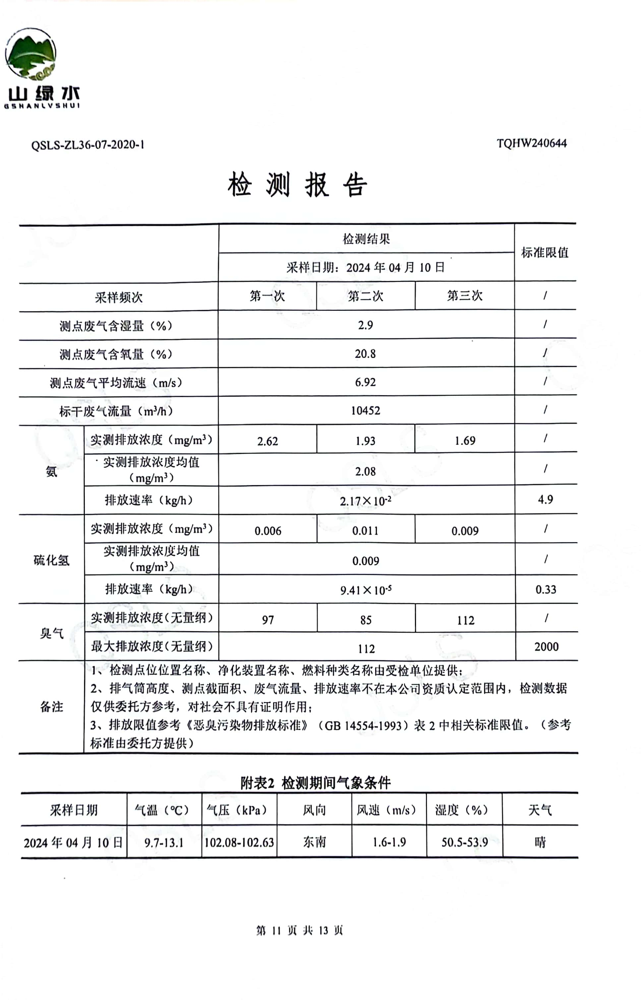 山绿水
GSHANLVSHUI
QSLS-ZL36-07-2020-1 TQHW240644
检测报告
检测结果 标准限值
采样日期：2024年04月10日
采样频次 第一次 第二次 第三次 /
测点废气含湿量（%） 2.9 /
测点废气含氧量（%） 20.8 /
测点废气平均流速（m/s） 6.92 /
标干废气流量（m³/h） 10452 /
氨 实测排放浓度（mg/m³） 2.62 1.93 1.69 /
实测排放浓度均值
（mg/m³） 2.08 /
排放速率（kg/h） 2.17×10⁻² 4.9
硫化氢 实测排放浓度（mg/m³） 0.006 0.011 0.009 /
实测排放浓度均值
（mg/m³） 0.009 /
排放速率（kg/h） 9.41×10⁻⁵ 0.33
臭气 实测排放浓度（无量纲） 97 85 112 /
最大排放浓度（无量纲） 112 2000
备注 1、检测点位位置名称、净化装置名称、燃料种类名称由受检单位提供；
2、排气筒高度、测点截面积、废气流量、排放速率不在本公司资质认定范围内，检测数据
仅供委托方参考，对社会不具有证明作用；
3、排放限值参考《恶臭污染物排放标准》（GB 14554-1993）表2中相关标准限值。（参考
标准由委托方提供）
附表2 检测期间气象条件
采样日期 气温（℃） 气压（kPa） 风向 风速（m/s） 湿度（%） 天气
2024年04月10日 9.7-13.1 102.08-102.63 东南 1.6-1.9 50.5-53.9 晴
第 11 页 共 13 页